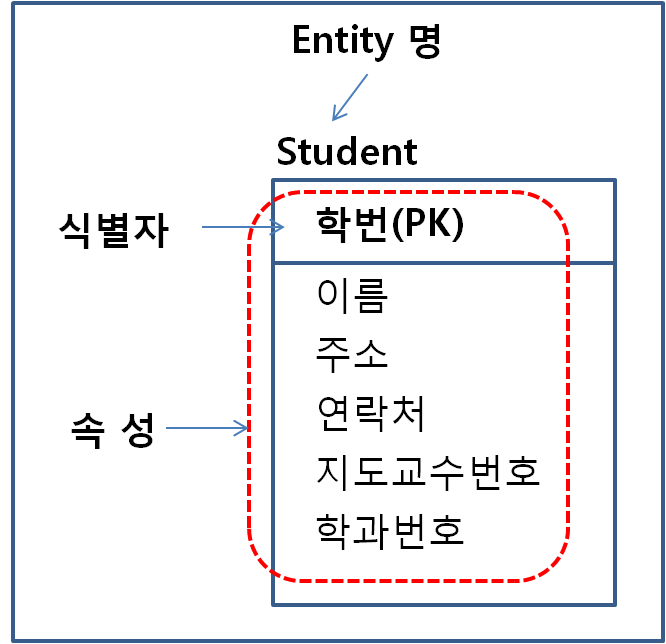 Entity 명
Student
식별자
학번(PK)
이름
주소
연락처
속 성
지도교수번호
학과번호